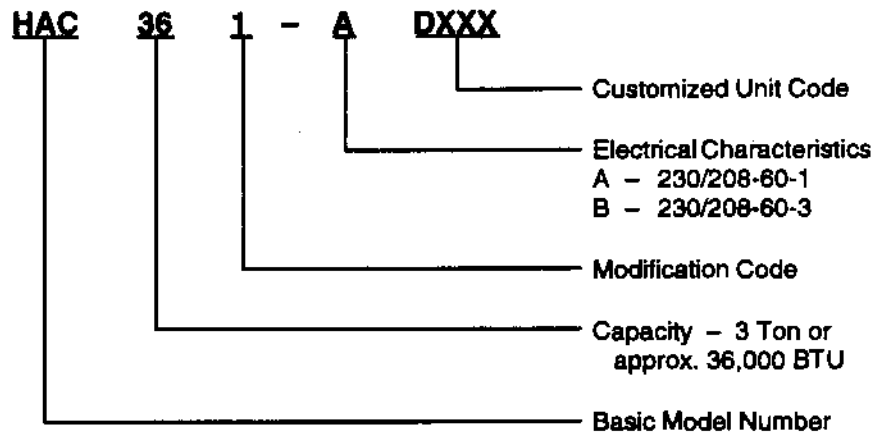 HAC 36 1 – A DXXX
Customized Unit Code
Electrical Characteristics
A – 230/208-60-1
B – 230/208-60-3
Modification Code
Capacity – 3 Ton or
approx. 36,000 BTU
Basic Model Number